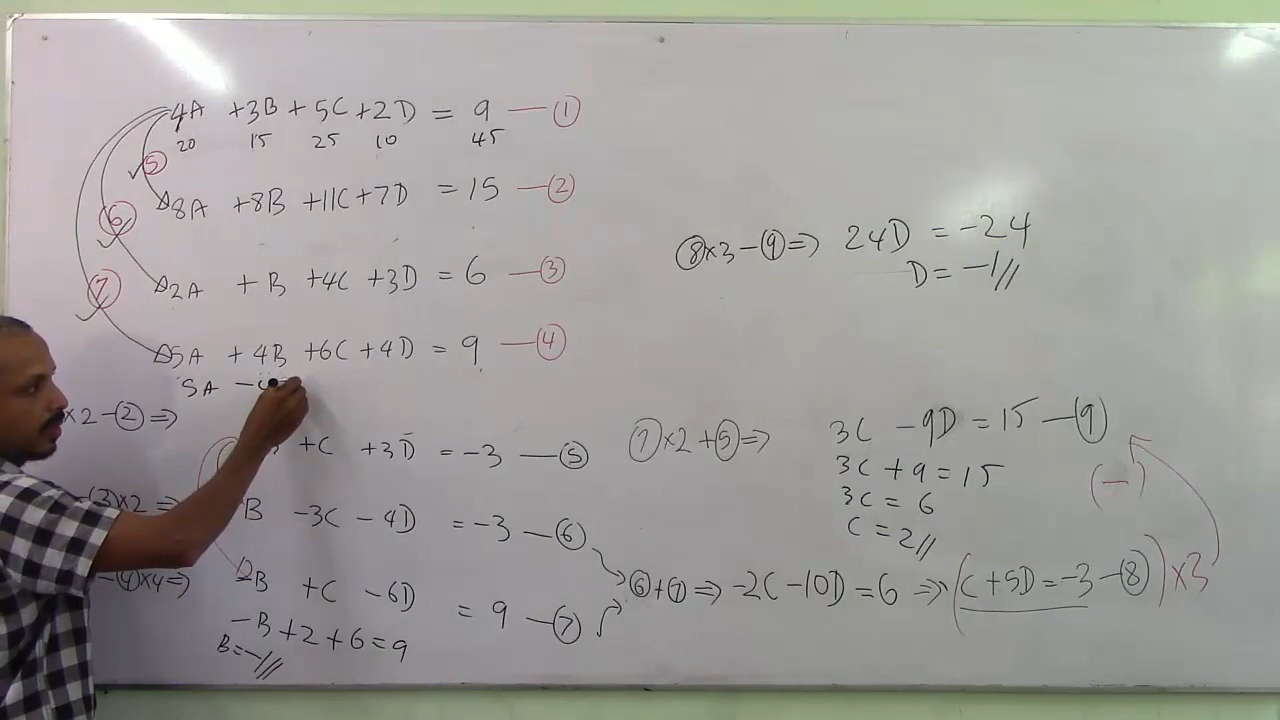 4A +3B + 5C +2D = 9 — ①
20 15 25 10 45
⑤
8A +8B +11C +7D = 15 — ②
⑥
2A + B +4C +3D = 6 — ③
⑦
5A + 4B +6C +4D = 9 — ④
5A -
×2 - ② ⇒
+C +3D = -3 — ⑤
-(3)×2 ⇒
B -3C -4D = -3 — ⑥
-(4)×4 ⇒
B +C -6D = 9 — ⑦
-B +2 +6 = 9
B = -1//
⑧×3 - ⑨ ⇒ 24D = -24
D = -1//
⑦×2 + ⑤ ⇒ 3C - 9D = 15 — ⑨
3C + 9 = 15
3C = 6
C = 2//
(-)
⑥+⑦ ⇒ -2C -10D = 6 ⇒ (C + 5D = -3 — ⑧) ×3